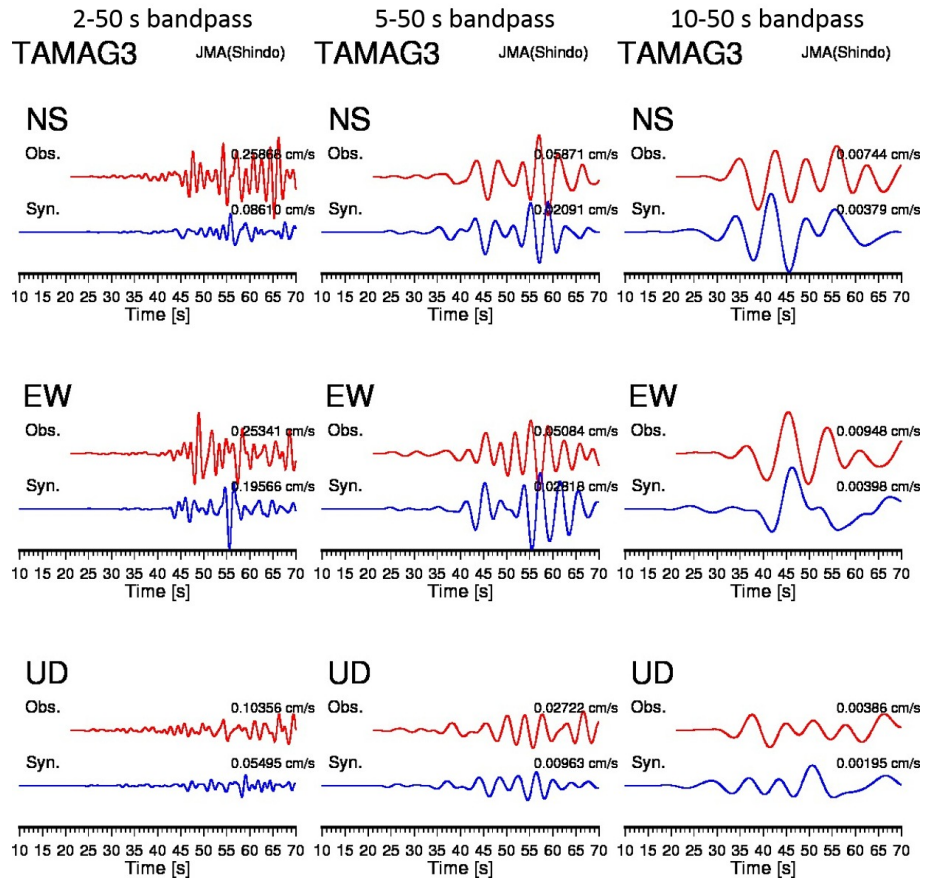 2-50 s bandpass 5-50 s bandpass 10-50 s bandpass
TAMAG3 JMA(Shindo) TAMAG3 JMA(Shindo) TAMAG3 JMA(Shindo)
NS NS NS
Obs. 0.25868 cm/s Obs. 0.05871 cm/s Obs. 0.00744 cm/s
Syn. 0.08610 cm/s Syn. 0.02091 cm/s Syn. 0.00379 cm/s
10 15 20 25 30 35 40 45 50 55 60 65 70 10 15 20 25 30 35 40 45 50 55 60 65 70 10 15 20 25 30 35 40 45 50 55 60 65 70
Time [s] Time [s] Time [s]
EW EW EW
Obs. 0.25341 cm/s Obs. 0.05084 cm/s Obs. 0.00948 cm/s
Syn. 0.19566 cm/s Syn. 0.02818 cm/s Syn. 0.00398 cm/s
10 15 20 25 30 35 40 45 50 55 60 65 70 10 15 20 25 30 35 40 45 50 55 60 65 70 10 15 20 25 30 35 40 45 50 55 60 65 70
Time [s] Time [s] Time [s]
UD UD UD
Obs. 0.10356 cm/s Obs. 0.02722 cm/s Obs. 0.00386 cm/s
Syn. 0.05495 cm/s Syn. 0.00963 cm/s Syn. 0.00195 cm/s
10 15 20 25 30 35 40 45 50 55 60 65 70 10 15 20 25 30 35 40 45 50 55 60 65 70 10 15 20 25 30 35 40 45 50 55 60 65 70
Time [s] Time [s] Time [s]